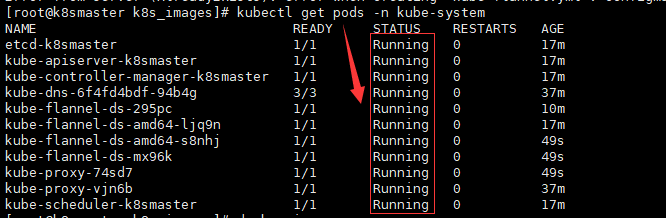 [root@k8smaster k8s_images]# kubectl get pods -n kube-system
NAME READY STATUS RESTARTS AGE
etcd-k8smaster 1/1 Running 0 17m
kube-apiserver-k8smaster 1/1 Running 0 17m
kube-controller-manager-k8smaster 1/1 Running 0 17m
kube-dns-6f4fd4bdf-94b4g 3/3 Running 0 37m
kube-flannel-ds-295pc 1/1 Running 0 10m
kube-flannel-ds-amd64-ljq9n 1/1 Running 0 17m
kube-flannel-ds-amd64-s8nhj 1/1 Running 0 49s
kube-flannel-ds-mx96k 1/1 Running 0 49s
kube-proxy-74sd7 1/1 Running 0 49s
kube-proxy-vjn6b 1/1 Running 0 37m
kube-scheduler-k8smaster 1/1 Running 0 17m